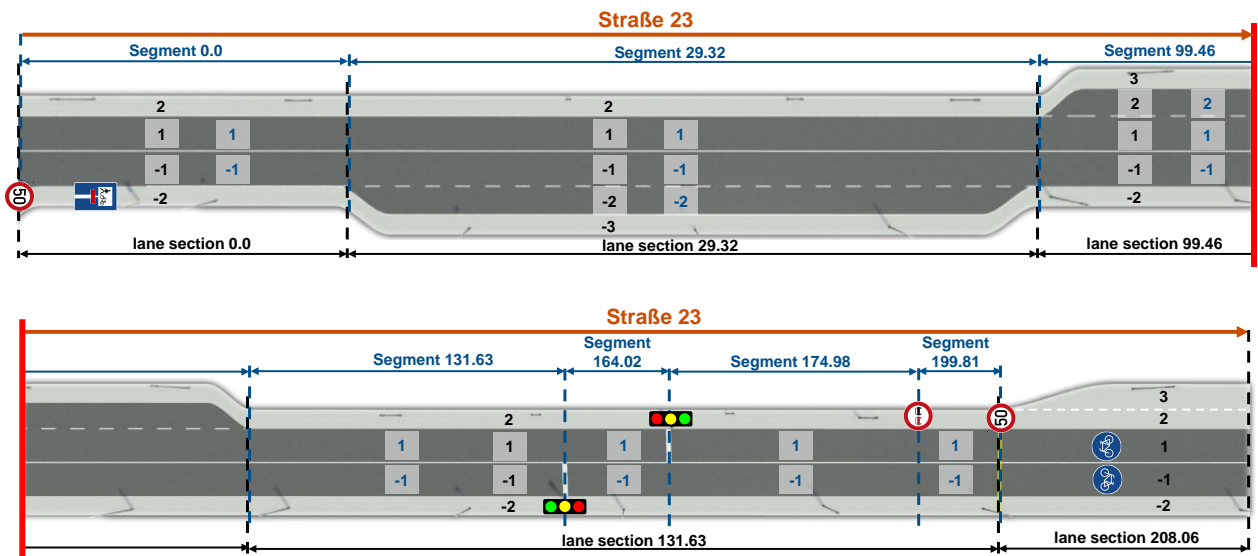 Straße 23
Segment 0.0 Segment 29.32 Segment 99.46
3
2 2 2 2
1 1 1 1 1 1
-1 -1 -1 -1 -1 -1
50 -2 -2 -2 -2
-3
lane section 0.0 lane section 29.32 lane section 99.46
Straße 23
Segment 131.63 Segment 164.02 Segment 174.98 Segment 199.81
3
2 50 2
1 1 1 1 1 1
-1 -1 -1 -1 -1 -1
-2 -2
lane section 131.63 lane section 208.06